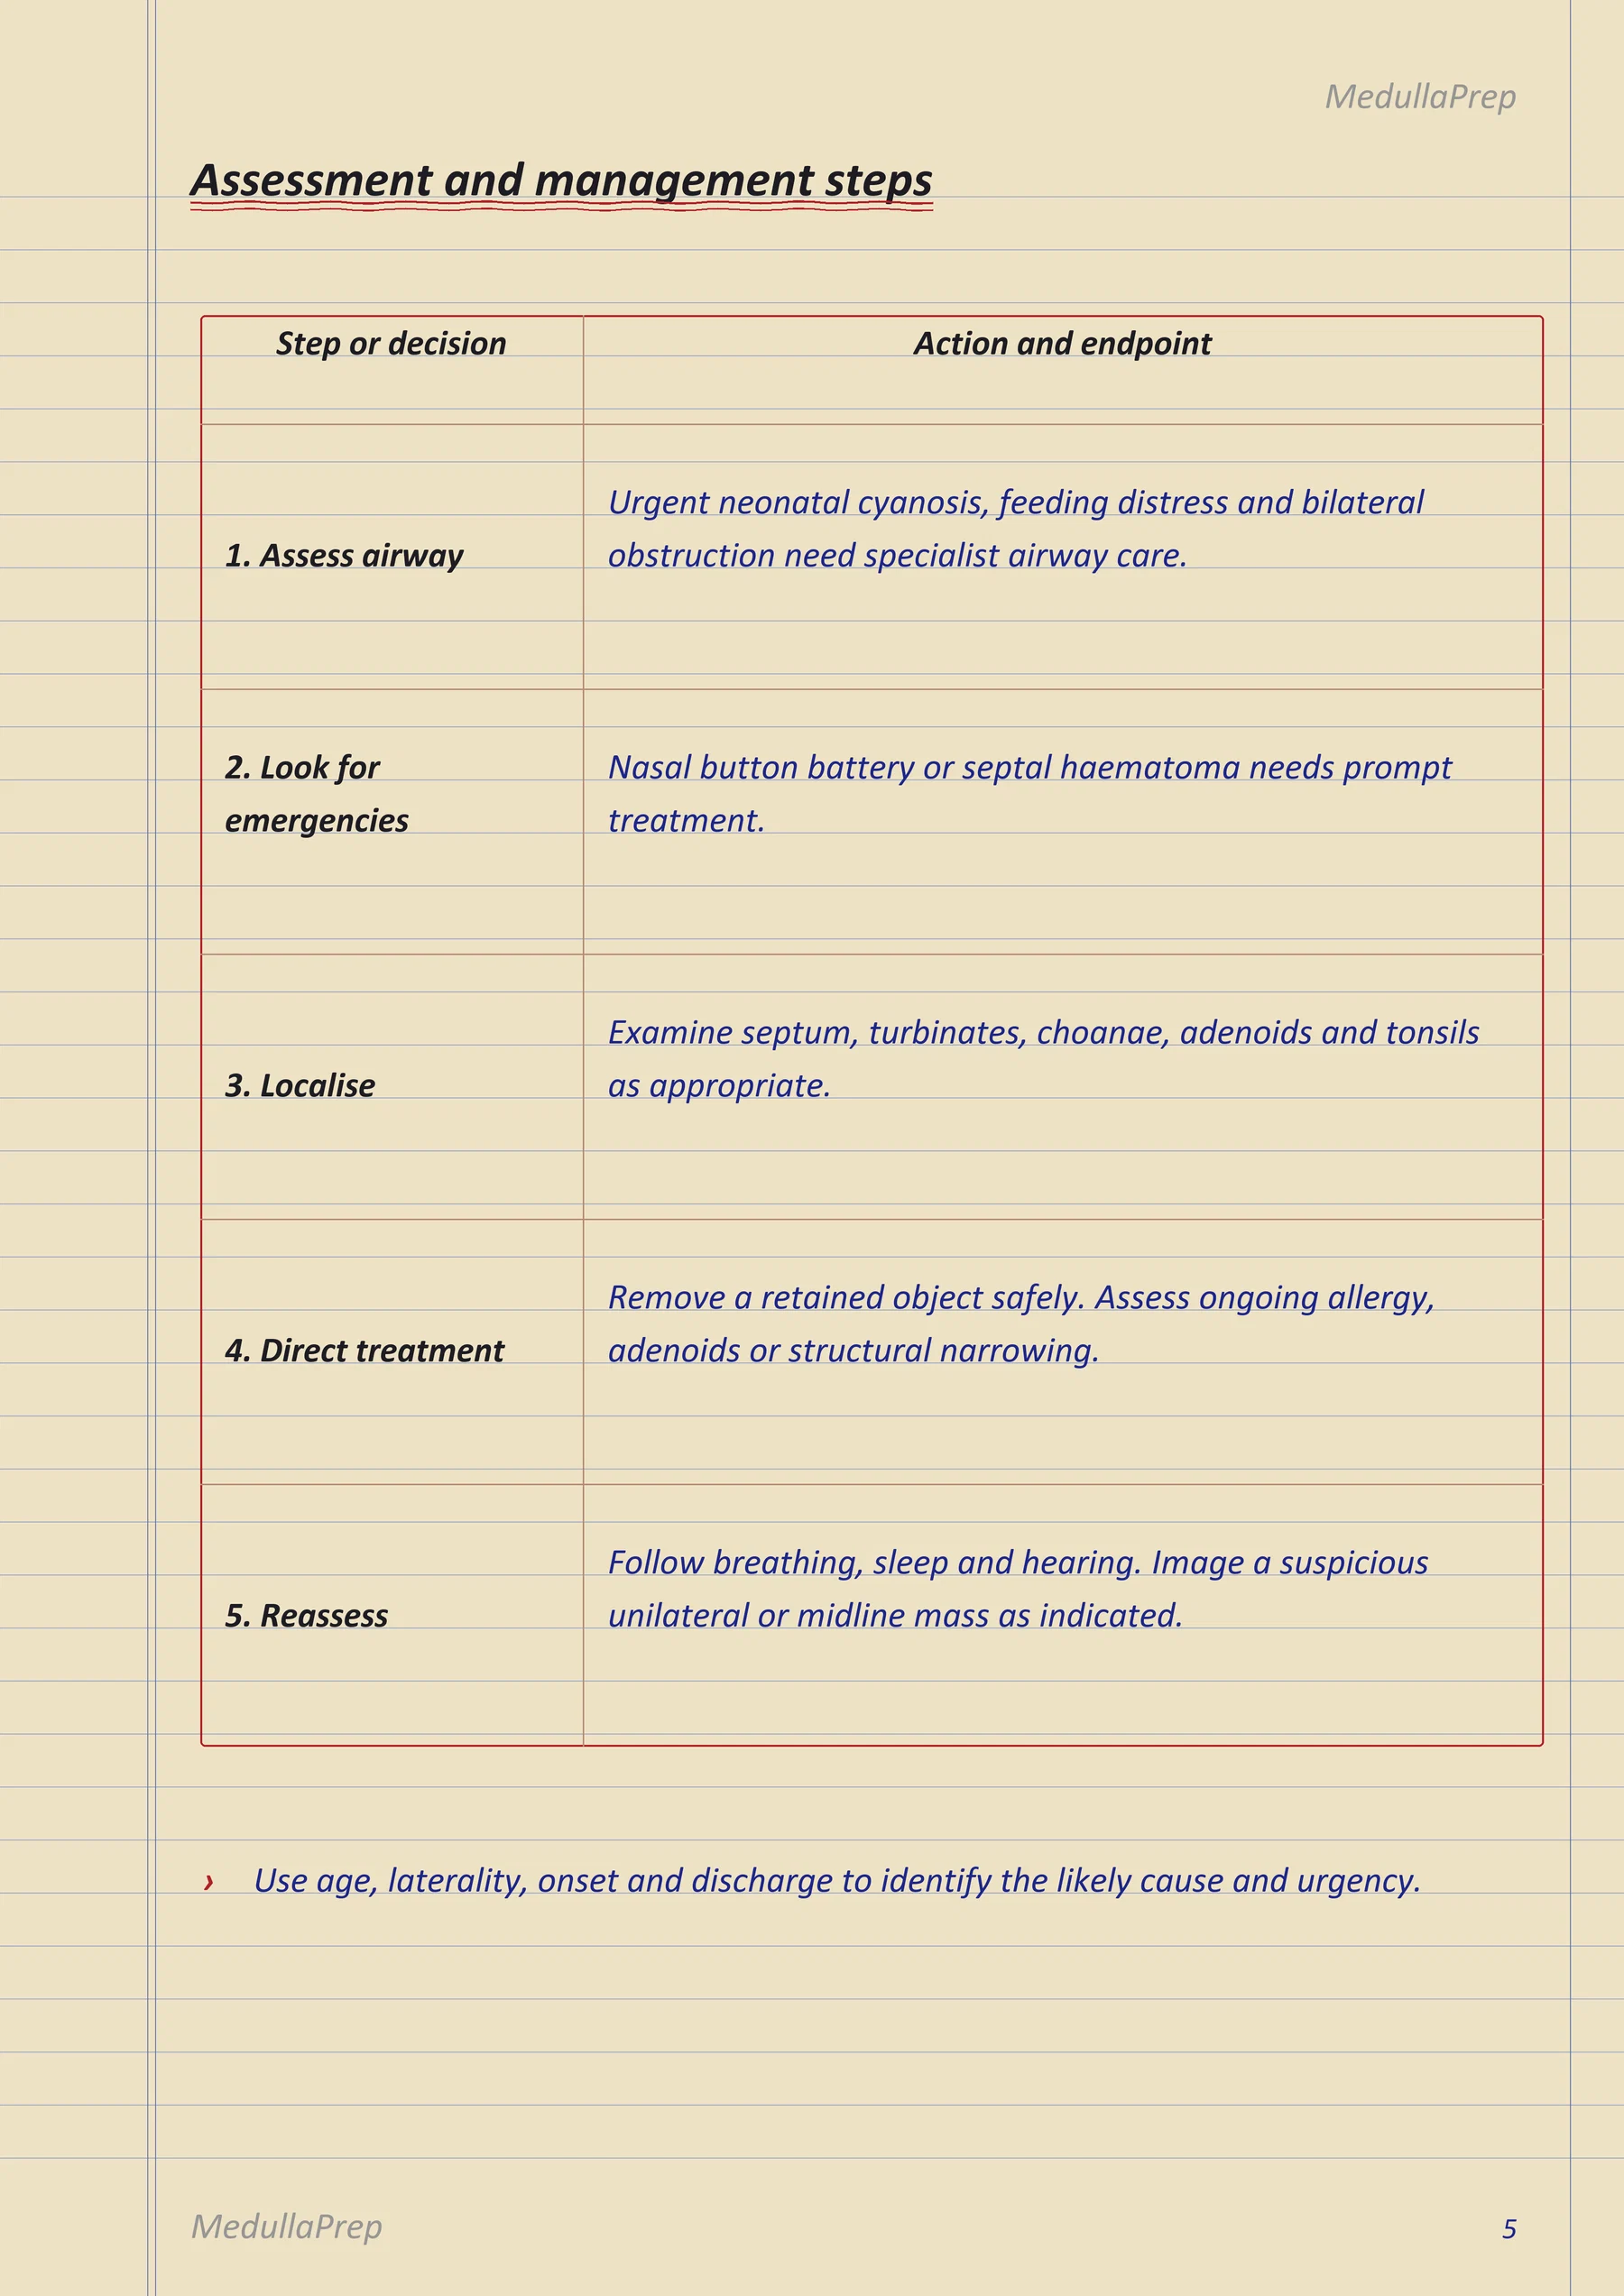 MedullaPrep
Assessment and management steps
Step or decision
Action and endpoint
1. Assess airway
Urgent neonatal cyanosis, feeding distress and bilateral
obstruction need specialist airway care.
2. Look for
emergencies
Nasal button battery or septal haematoma needs prompt
treatment.
3. Localise
Examine septum, turbinates, choanae, adenoids and tonsils
as appropriate.
4. Direct treatment
Remove a retained object safely. Assess ongoing allergy,
adenoids or structural narrowing.
5. Reassess
Follow breathing, sleep and hearing. Image a suspicious
unilateral or midline mass as indicated.
› Use age, laterality, onset and discharge to identify the likely cause and urgency.
MedullaPrep
5